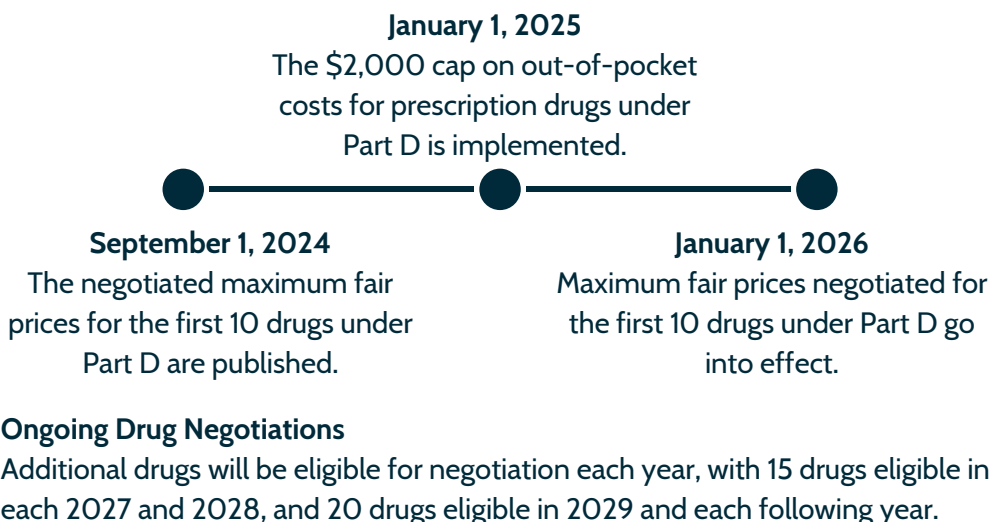 January 1, 2025
The $2,000 cap on out-of-pocket
costs for prescription drugs under
Part D is implemented.
September 1, 2024
The negotiated maximum fair
prices for the first 10 drugs under
Part D are published.
January 1, 2026
Maximum fair prices negotiated for
the first 10 drugs under Part D go
into effect.
Ongoing Drug Negotiations
Additional drugs will be eligible for negotiation each year, with 15 drugs eligible in
each 2027 and 2028, and 20 drugs eligible in 2029 and each following year.